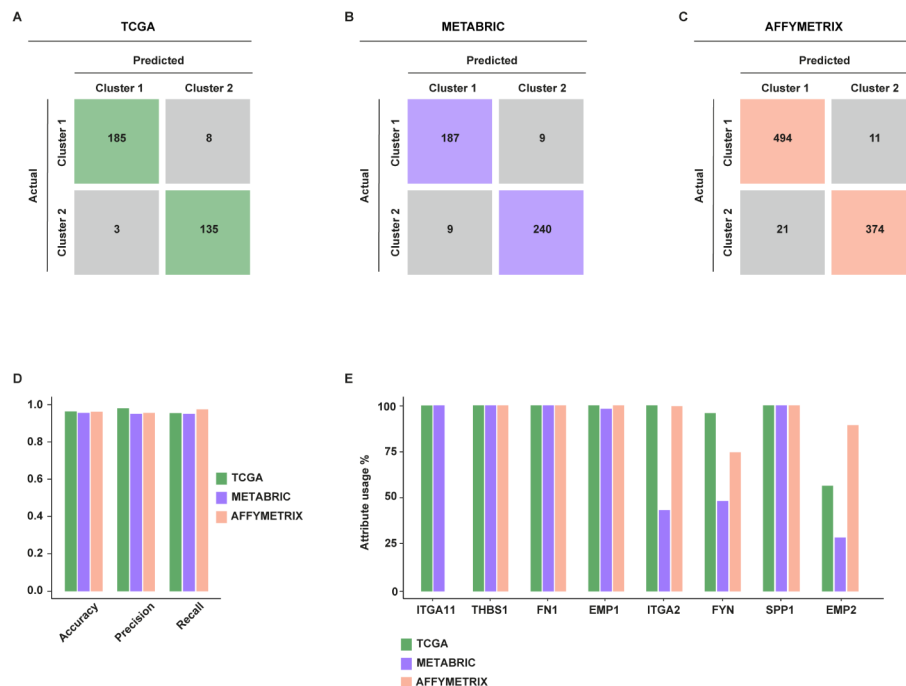 A
TCGA
Predicted
Cluster 1 Cluster 2
Actual
Cluster 1
185 8
Cluster 2
3 135
B
METABRIC
Predicted
Cluster 1 Cluster 2
Actual
Cluster 1
187 9
Cluster 2
9 240
C
AFFYMETRIX
Predicted
Cluster 1 Cluster 2
Actual
Cluster 1
494 11
Cluster 2
21 374
D
1.0
0.8
0.6
0.4
0.2
0.0
Accuracy Precision Recall
TCGA
METABRIC
AFFYMETRIX
E
Attribute usage %
100
75
50
25
0
ITGA11 THBS1 FN1 EMP1 ITGA2 FYN SPP1 EMP2
TCGA
METABRIC
AFFYMETRIX